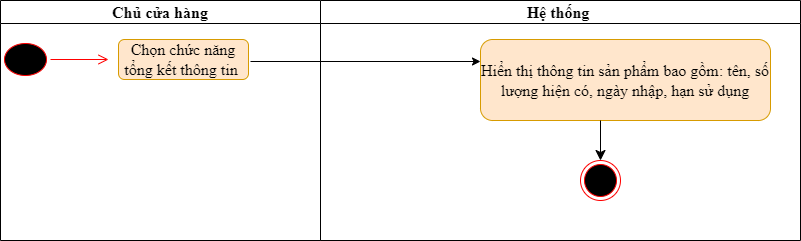 Chủ cửa hàng
Hệ thống
Chọn chức năng
tổng kết thông tin
Hiển thị thông tin sản phẩm bao gồm: tên, số
lượng hiện có, ngày nhập, hạn sử dụng